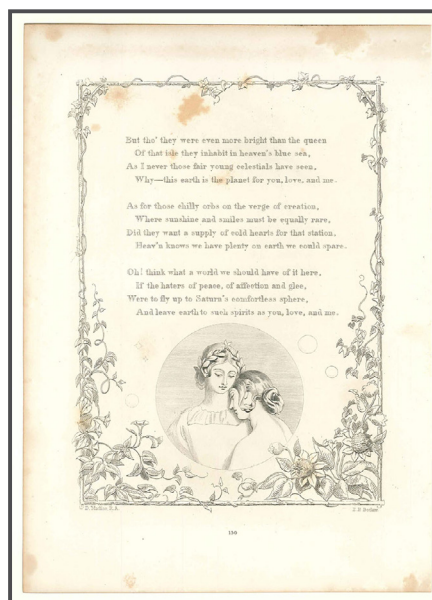 But tho' they were even more bright than the queen
Of that isle they inhabit in heaven's blue sea,
As I never those fair young celestials have seen,
Why—this earth is the planet for you, love, and me.
As for those chilly orbs on the verge of creation,
Where sunshine and smiles must be equally rare,
Did they want a supply of cold hearts for that station,
Heav'n knows we have plenty on earth we could spare.
Oh! think what a world we should have of it here,
If the haters of peace, of affection and glee,
Were to fly up to Saturn's comfortless sphere,
And leave earth to such spirits as you, love, and me.
D. Maclise R.A.
150